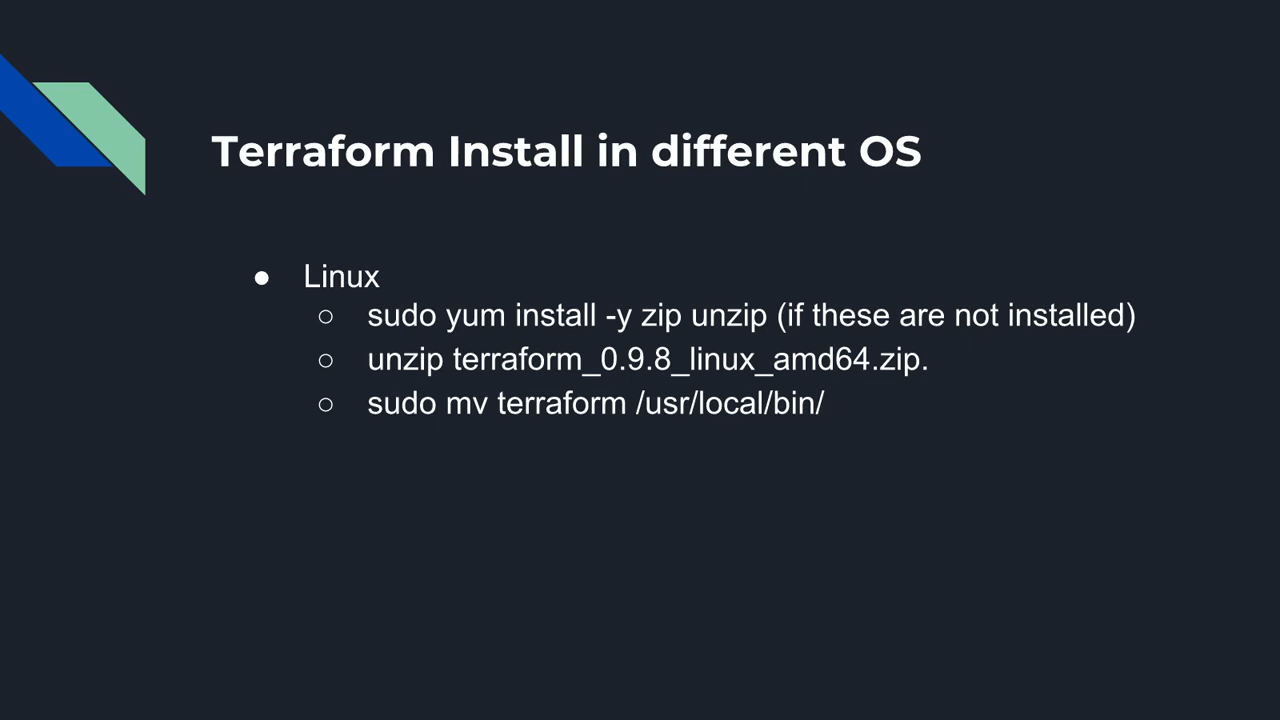 Terraform Install in different OS
● Linux
○ sudo yum install -y zip unzip (if these are not installed)
○ unzip terraform_0.9.8_linux_amd64.zip.
○ sudo mv terraform /usr/local/bin/